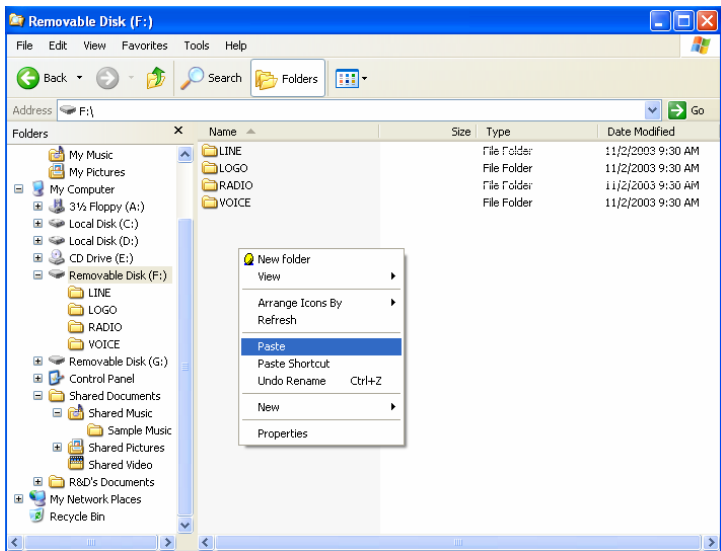 Removable Disk (F:)
File Edit View Favorites Tools Help
Back Search Folders
Address F:\ Go
Folders Name Size Type Date Modified
My Music LINE File Folder 11/2/2003 9:30 AM
My Pictures LOGO File Folder 11/2/2003 9:30 AM
My Computer RADIO File Folder 11/2/2003 9:30 AM
3½ Floppy (A:) VOICE File Folder 11/2/2003 9:30 AM
Local Disk (C:)
Local Disk (D:)
CD Drive (E:)
Removable Disk (F:)
LINE
LOGO
RADIO
VOICE
Removable Disk (G:)
Control Panel
Shared Documents
Shared Music
Sample Music
Shared Pictures
Shared Video
R&D's Documents
My Network Places
Recycle Bin
New folder
View
Arrange Icons By
Refresh
Paste
Paste Shortcut
Undo Rename Ctrl+Z
New
Properties